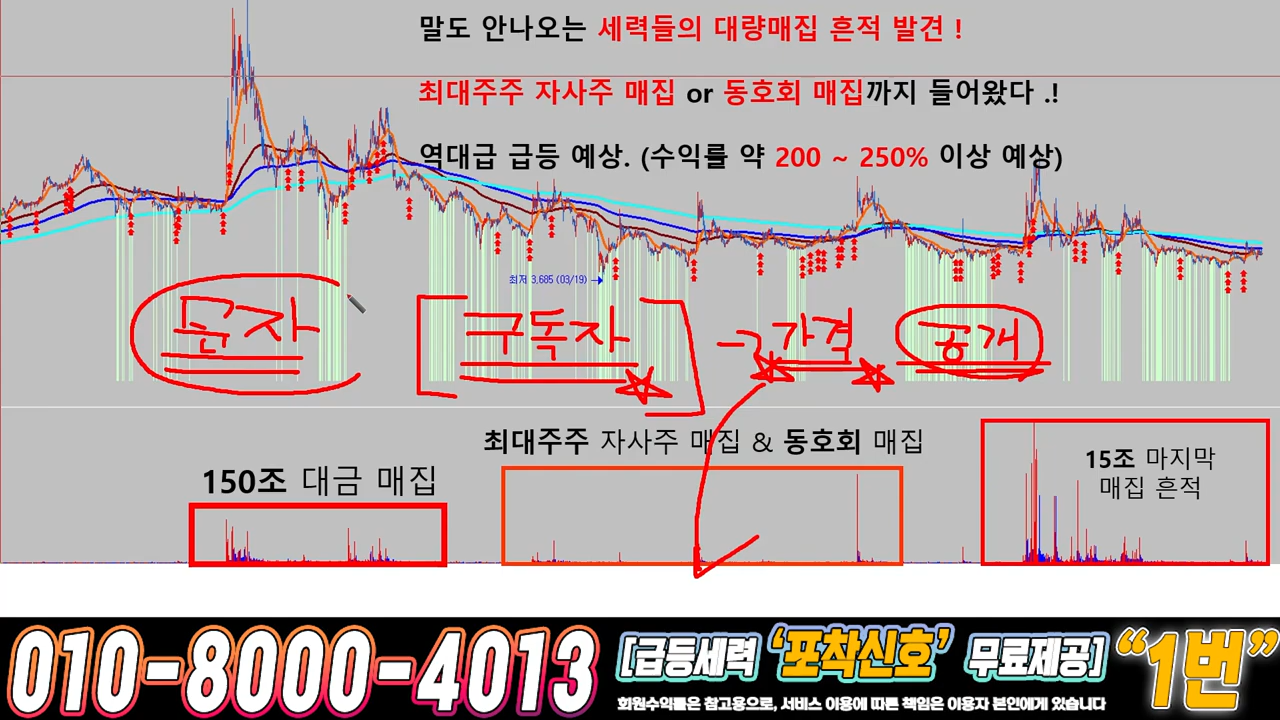 말도 안나오는 세력들의 대량매집 흔적 발견 !
최대주주 자사주 매집 or 동호회 매집까지 들어왔다 .!
역대급 급등 예상. (수익률 약 200 ~ 250% 이상 예상)
최저 3,685 (03/19)
문자 구독자 가격 공개
최대주주 자사주 매집 & 동호회 매집
150조 대금 매집
15조 마지막
매집 흔적
010-8000-4013 [급등세력 '포착신호' 무료제공] "1번"
회원수익률은 참고용으로, 서비스 이용에 따른 책임은 이용자 본인에게 있습니다